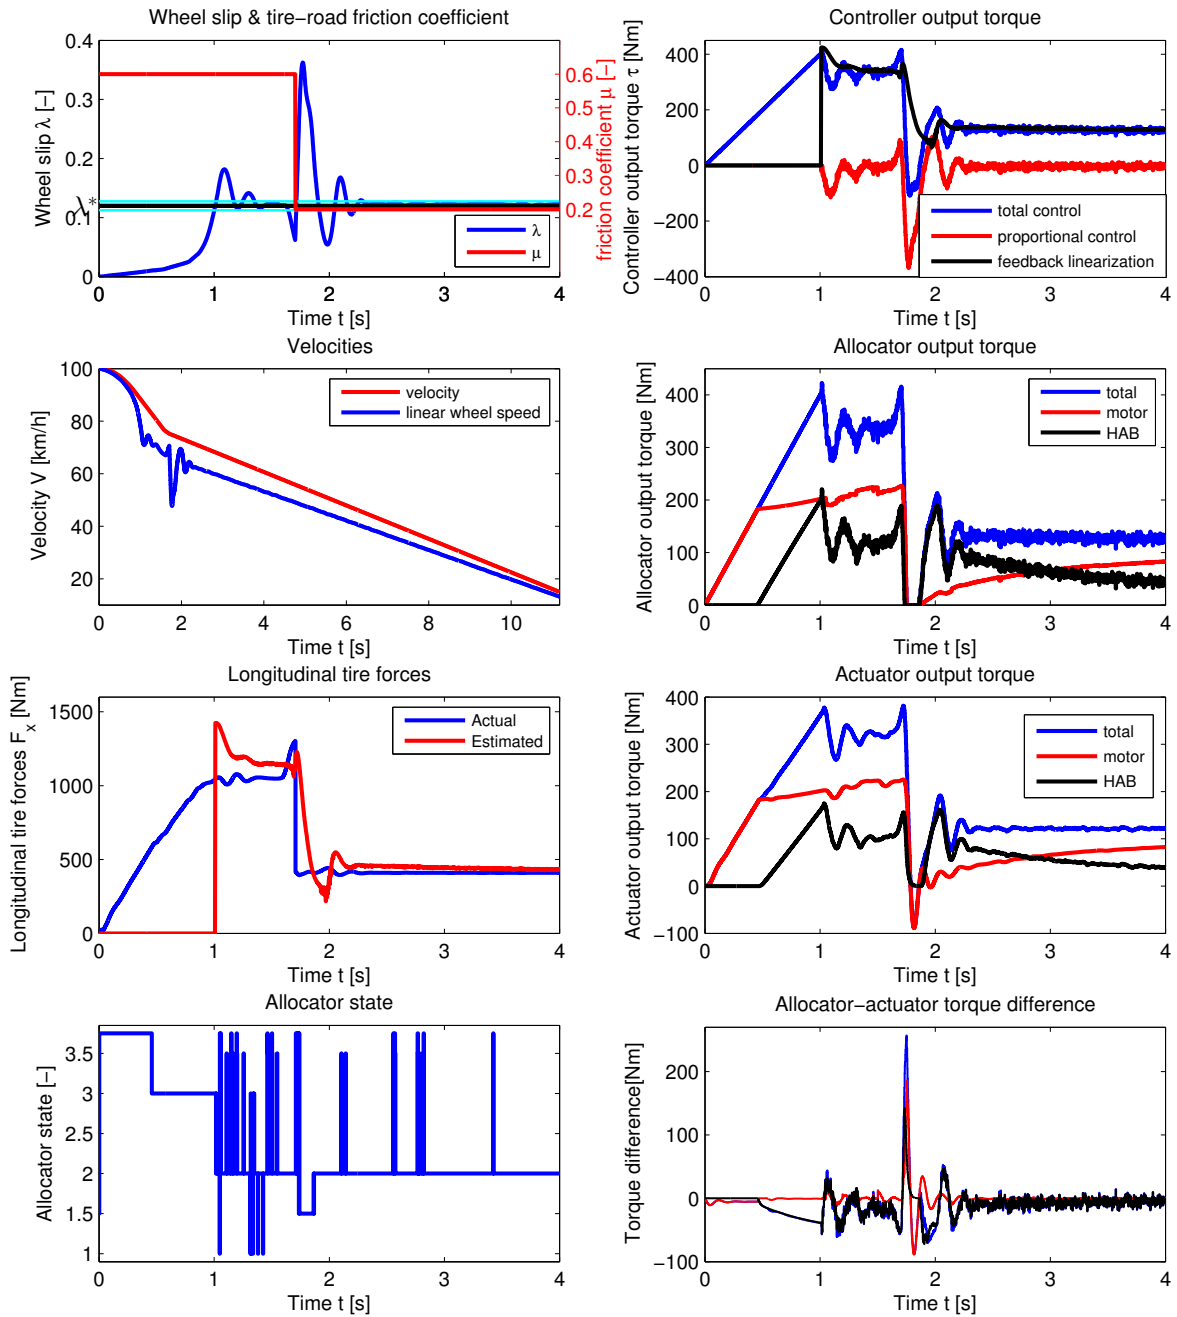 Wheel slip & tire−road friction coefficient
0.4
0.3
0.2
0.1
0
λ*
Wheel slip λ [−]
0.6
0.5
0.4
0.3
0.2
friction coefficient μ [−]
λ
μ
0 1 2 3 4
Time t [s]
Controller output torque
400
200
0
−200
−400
Controller output torque τ [Nm]
total control
proportional control
feedback linearization
0 1 2 3 4
Time t [s]
Velocities
100
80
60
40
20
Velocity V [km/h]
velocity
linear wheel speed
0 2 4 6 8 10
Time t [s]
Allocator output torque
400
300
200
100
0
Allocator output torque [Nm]
total
motor
HAB
0 1 2 3 4
Time t [s]
Longitudinal tire forces
1500
1000
500
0
Longitudinal tire forces Fx [Nm]
Actual
Estimated
0 1 2 3 4
Time t [s]
Actuator output torque
400
300
200
100
0
−100
Actuator output torque [Nm]
total
motor
HAB
0 1 2 3 4
Time t [s]
Allocator state
3.5
3
2.5
2
1.5
1
Allocator state [−]
0 1 2 3 4
Time t [s]
Allocator−actuator torque difference
200
100
0
−100
Torque difference[Nm]
0 1 2 3 4
Time t [s]